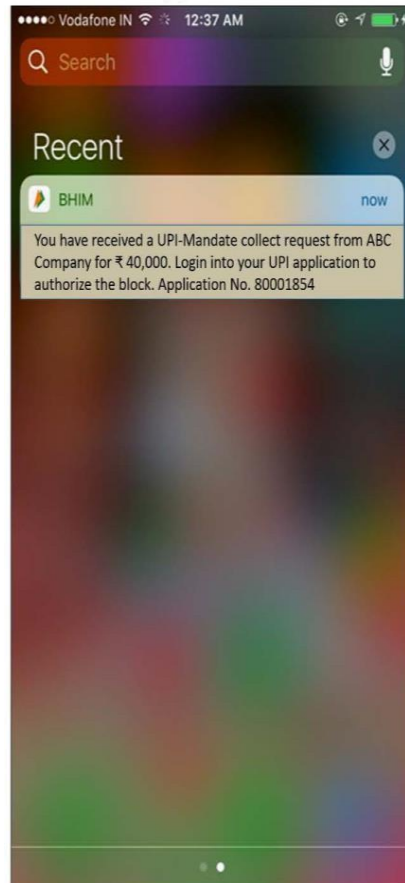 Vodafone IN 12:37 AM
Search
Recent
BHIM now
You have received a UPI-Mandate collect request from ABC
Company for ₹ 40,000. Login into your UPI application to
authorize the block. Application No. 80001854